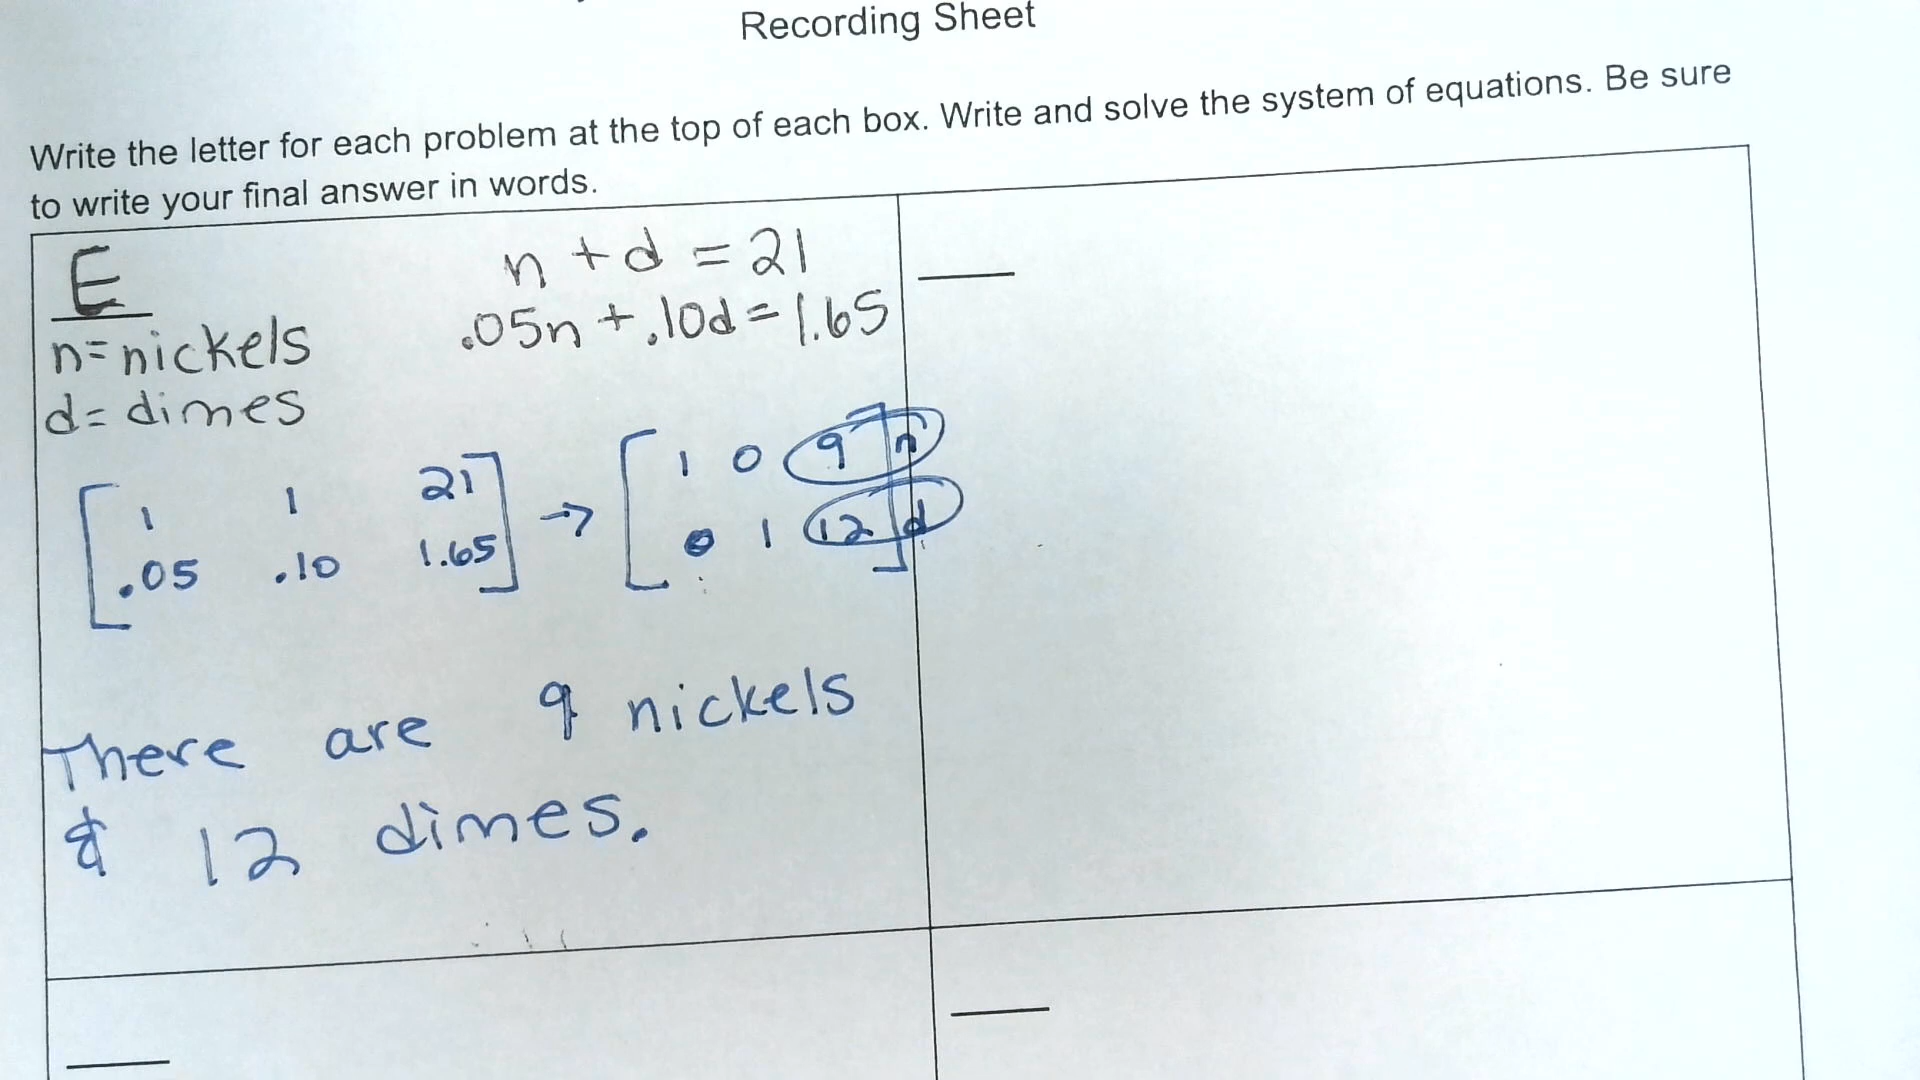 Recording Sheet
Write the letter for each problem at the top of each box. Write and solve the system of equations. Be sure
to write your final answer in words.
E
n + d = 21
.05n + .10d = 1.65
n = nickels
d = dimes
[ 1 1 21 ] → [ 1 0 9 ] n
[ .05 .10 1.65 ] [ 0 1 12 ] d
There are 9 nickels
& 12 dimes.